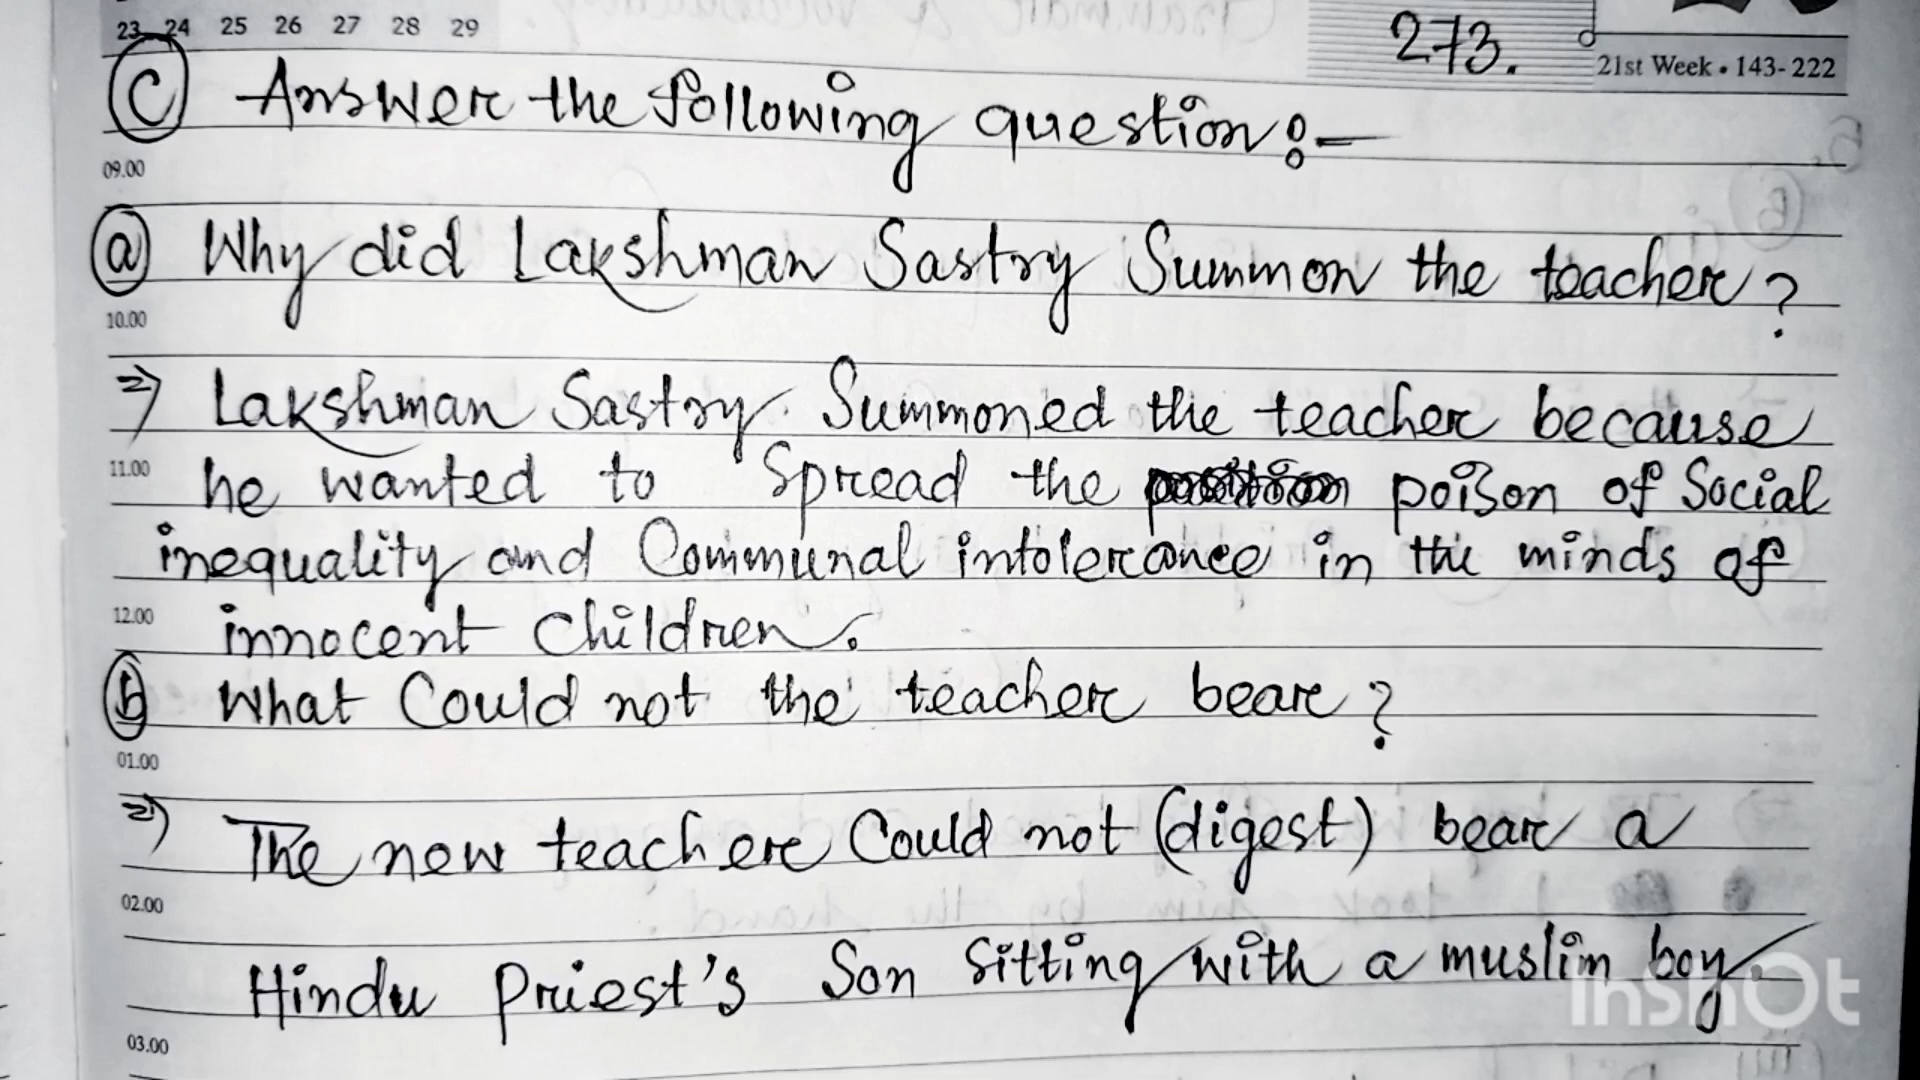 23 24 25 26 27 28 29
273.
21st Week • 143-222
C Answer the following question:-
09.00
a Why did Lakshman Sastry Summon the teacher?
10.00
⇒ Lakshman Sastry Summoned the teacher because
11.00 he wanted to Spread the poison of Social
inequality and Communal intolerance in the minds of
12.00 innocent Children.
b What Could not the teacher bear?
01.00
⇒ The new teacher Could not (digest) bear a
02.00
Hindu Priest's Son Sitting with a muslim boy.
03.00
InShOt